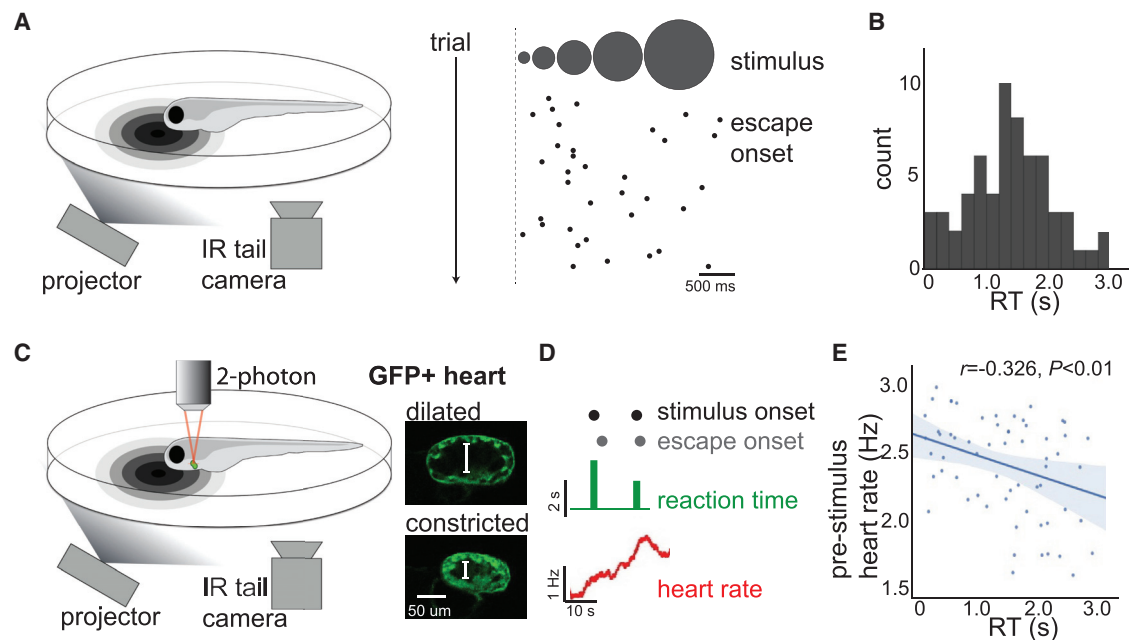 A
trial
stimulus
escape
onset
500 ms
projector
IR tail
camera
B
10
5
0
count
0 1.0 2.0 3.0
RT (s)
C
2-photon
GFP+ heart
dilated
constricted
50 um
projector
IR tail
camera
D
stimulus onset
escape onset
2 s
reaction time
1 Hz
heart rate
10 s
E
r=-0.326, P<0.01
3.0
2.5
2.0
1.5
pre-stimulus
heart rate (Hz)
0 1.0 2.0 3.0
RT (s)